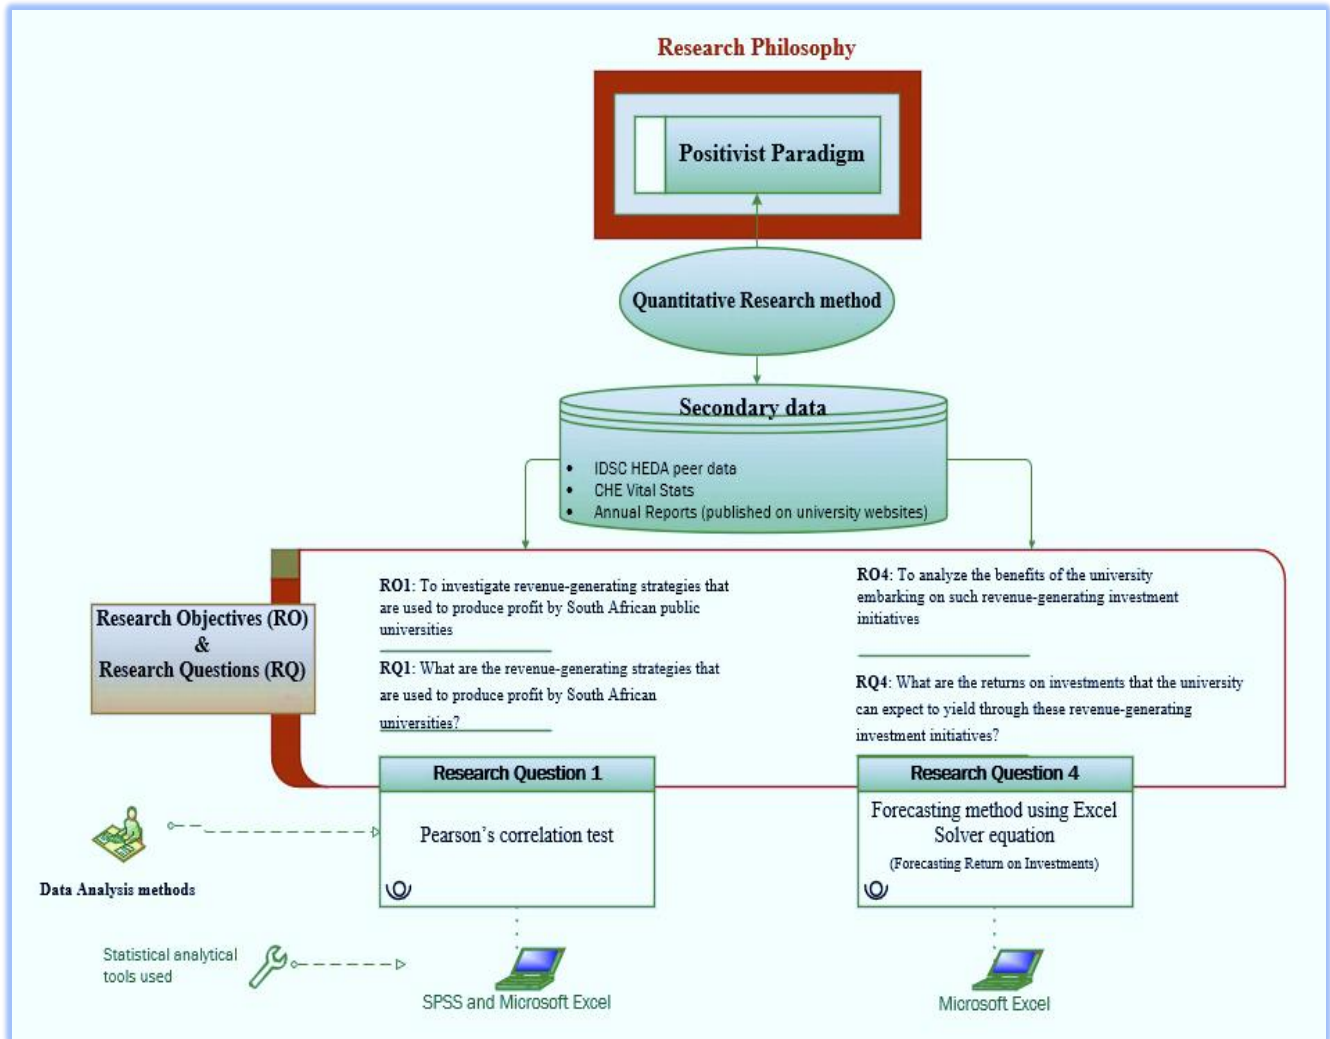 Research Philosophy
Positivist Paradigm
Quantitative Research method
Secondary data
• IDSC HEDA peer data
• CHE Vital Stats
• Annual Reports (published on university websites)
Research Objectives (RO)
&
Research Questions (RQ)
RO1: To investigate revenue-generating strategies that
are used to produce profit by South African public
universities
RQ1: What are the revenue-generating strategies that
are used to produce profit by South African
universities?
RO4: To analyze the benefits of the university
embarking on such revenue-generating investment
initiatives
RQ4: What are the returns on investments that the university
can expect to yield through these revenue-generating
investment initiatives?
Research Question 1
Pearson's correlation test
Research Question 4
Forecasting method using Excel
Solver equation
(Forecasting Return on Investments)
Data Analysis methods
Statistical analytical
tools used
SPSS and Microsoft Excel
Microsoft Excel